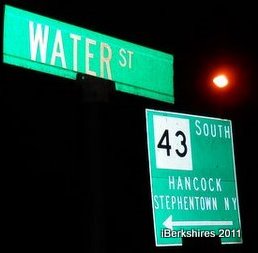 WATER ST
43 SOUTH
HANCOCK
STEPHENTOWN NY
iBerkshires 2011